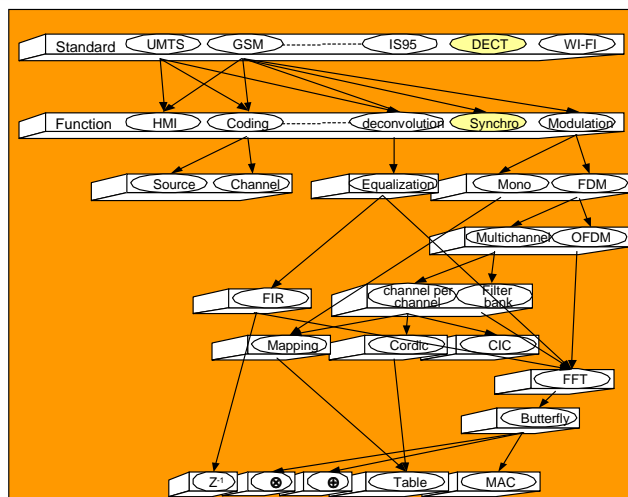 Standard UMTS GSM IS95 DECT WI-FI
Function HMI Coding deconvolution Synchro Modulation
Source Channel Equalization Mono FDM
Multichannel OFDM
FIR channel per channel Filter bank
Mapping Cordic CIC
FFT
Butterfly
Z-1 ⊗ ⊕ Table MAC